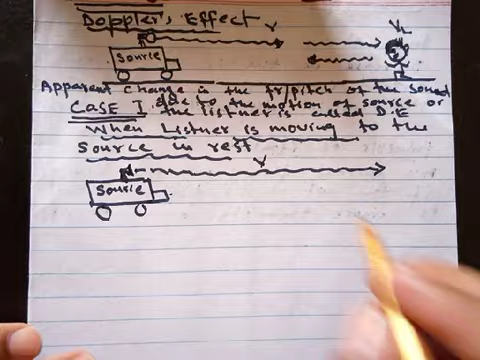 Doppler's Effect
V
VL
Source
Apparent change in the fr/pitch of the sound
CASE I due to the motion of source or
the listner is called D.E
When Listner is moving to the
Source in rest
V
Source